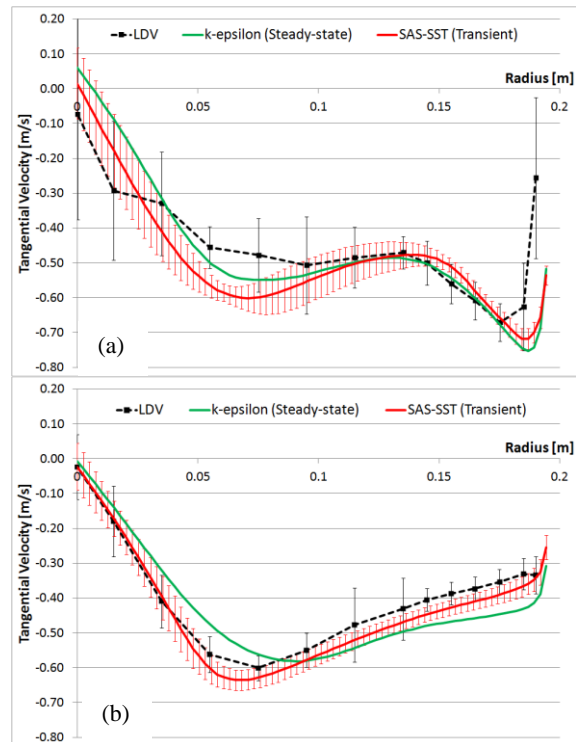 0.20
LDV k-epsilon (Steady-state) SAS-SST (Transient)
0.10
Radius [m]
0.00
0 0.05 0.1 0.15 0.2
-0.10
-0.20
-0.30
-0.40
-0.50
-0.60
-0.70
-0.80
Tangential Velocity [m/s]
(a)
0.20
LDV k-epsilon (Steady-state) SAS-SST (Transient)
0.10
Radius [m]
0.00
0 0.05 0.1 0.15 0.2
-0.10
-0.20
-0.30
-0.40
-0.50
-0.60
-0.70
-0.80
Tangential Velocity [m/s]
(b)